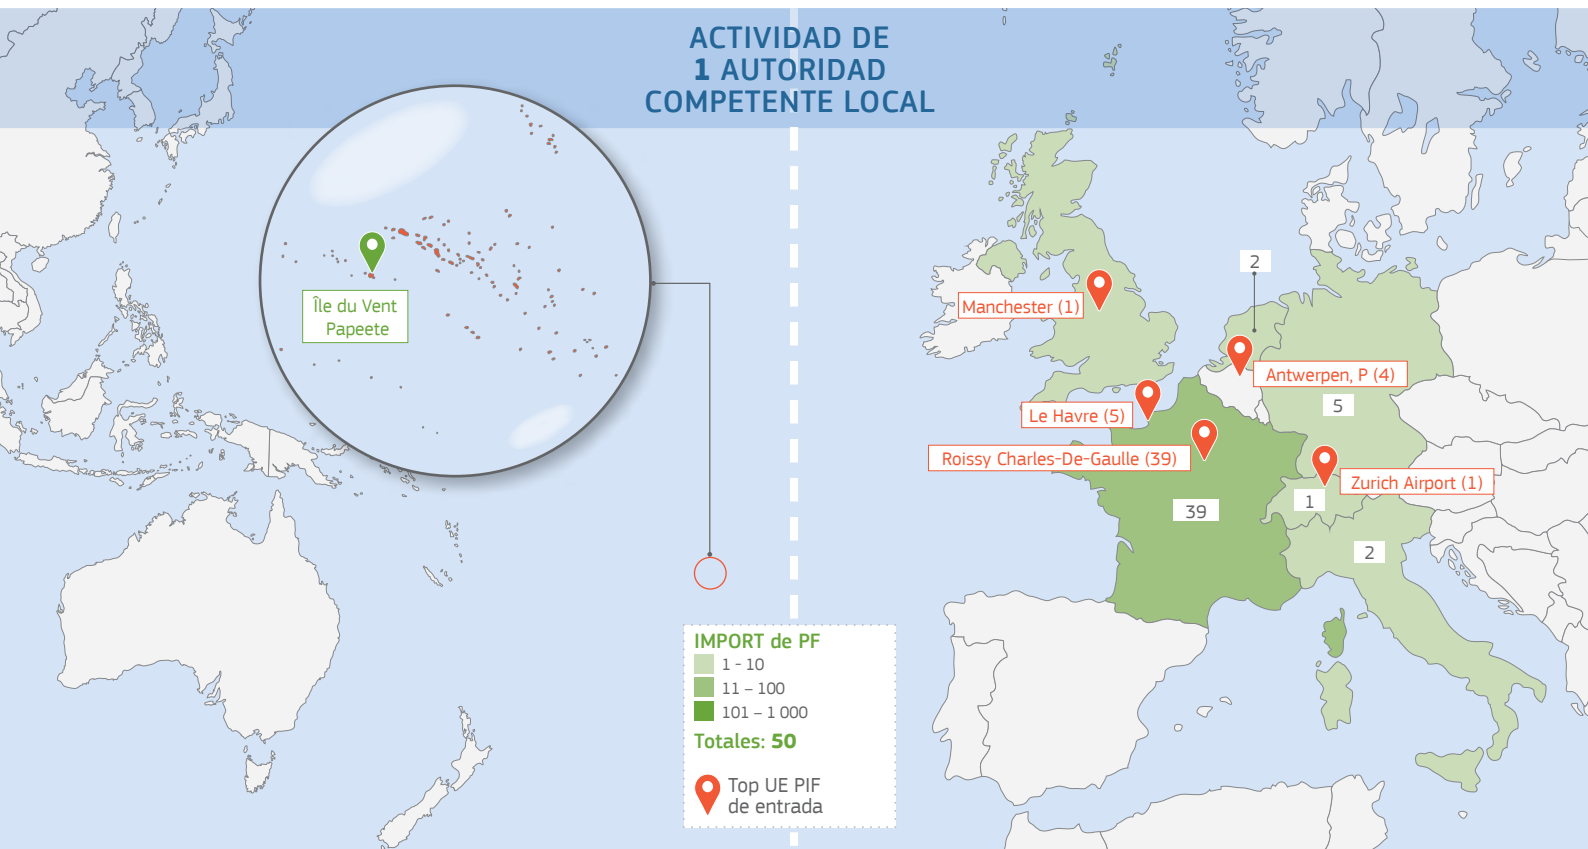 ACTIVIDAD DE
1 AUTORIDAD
COMPETENTE LOCAL
Île du Vent
Papeete
2
Manchester (1)
Antwerpen, P (4)
5
Le Havre (5)
Roissy Charles-De-Gaulle (39)
Zurich Airport (1)
1
39
2
IMPORT de PF
1 - 10
11 – 100
101 – 1 000
Totales: 50
Top UE PIF
de entrada